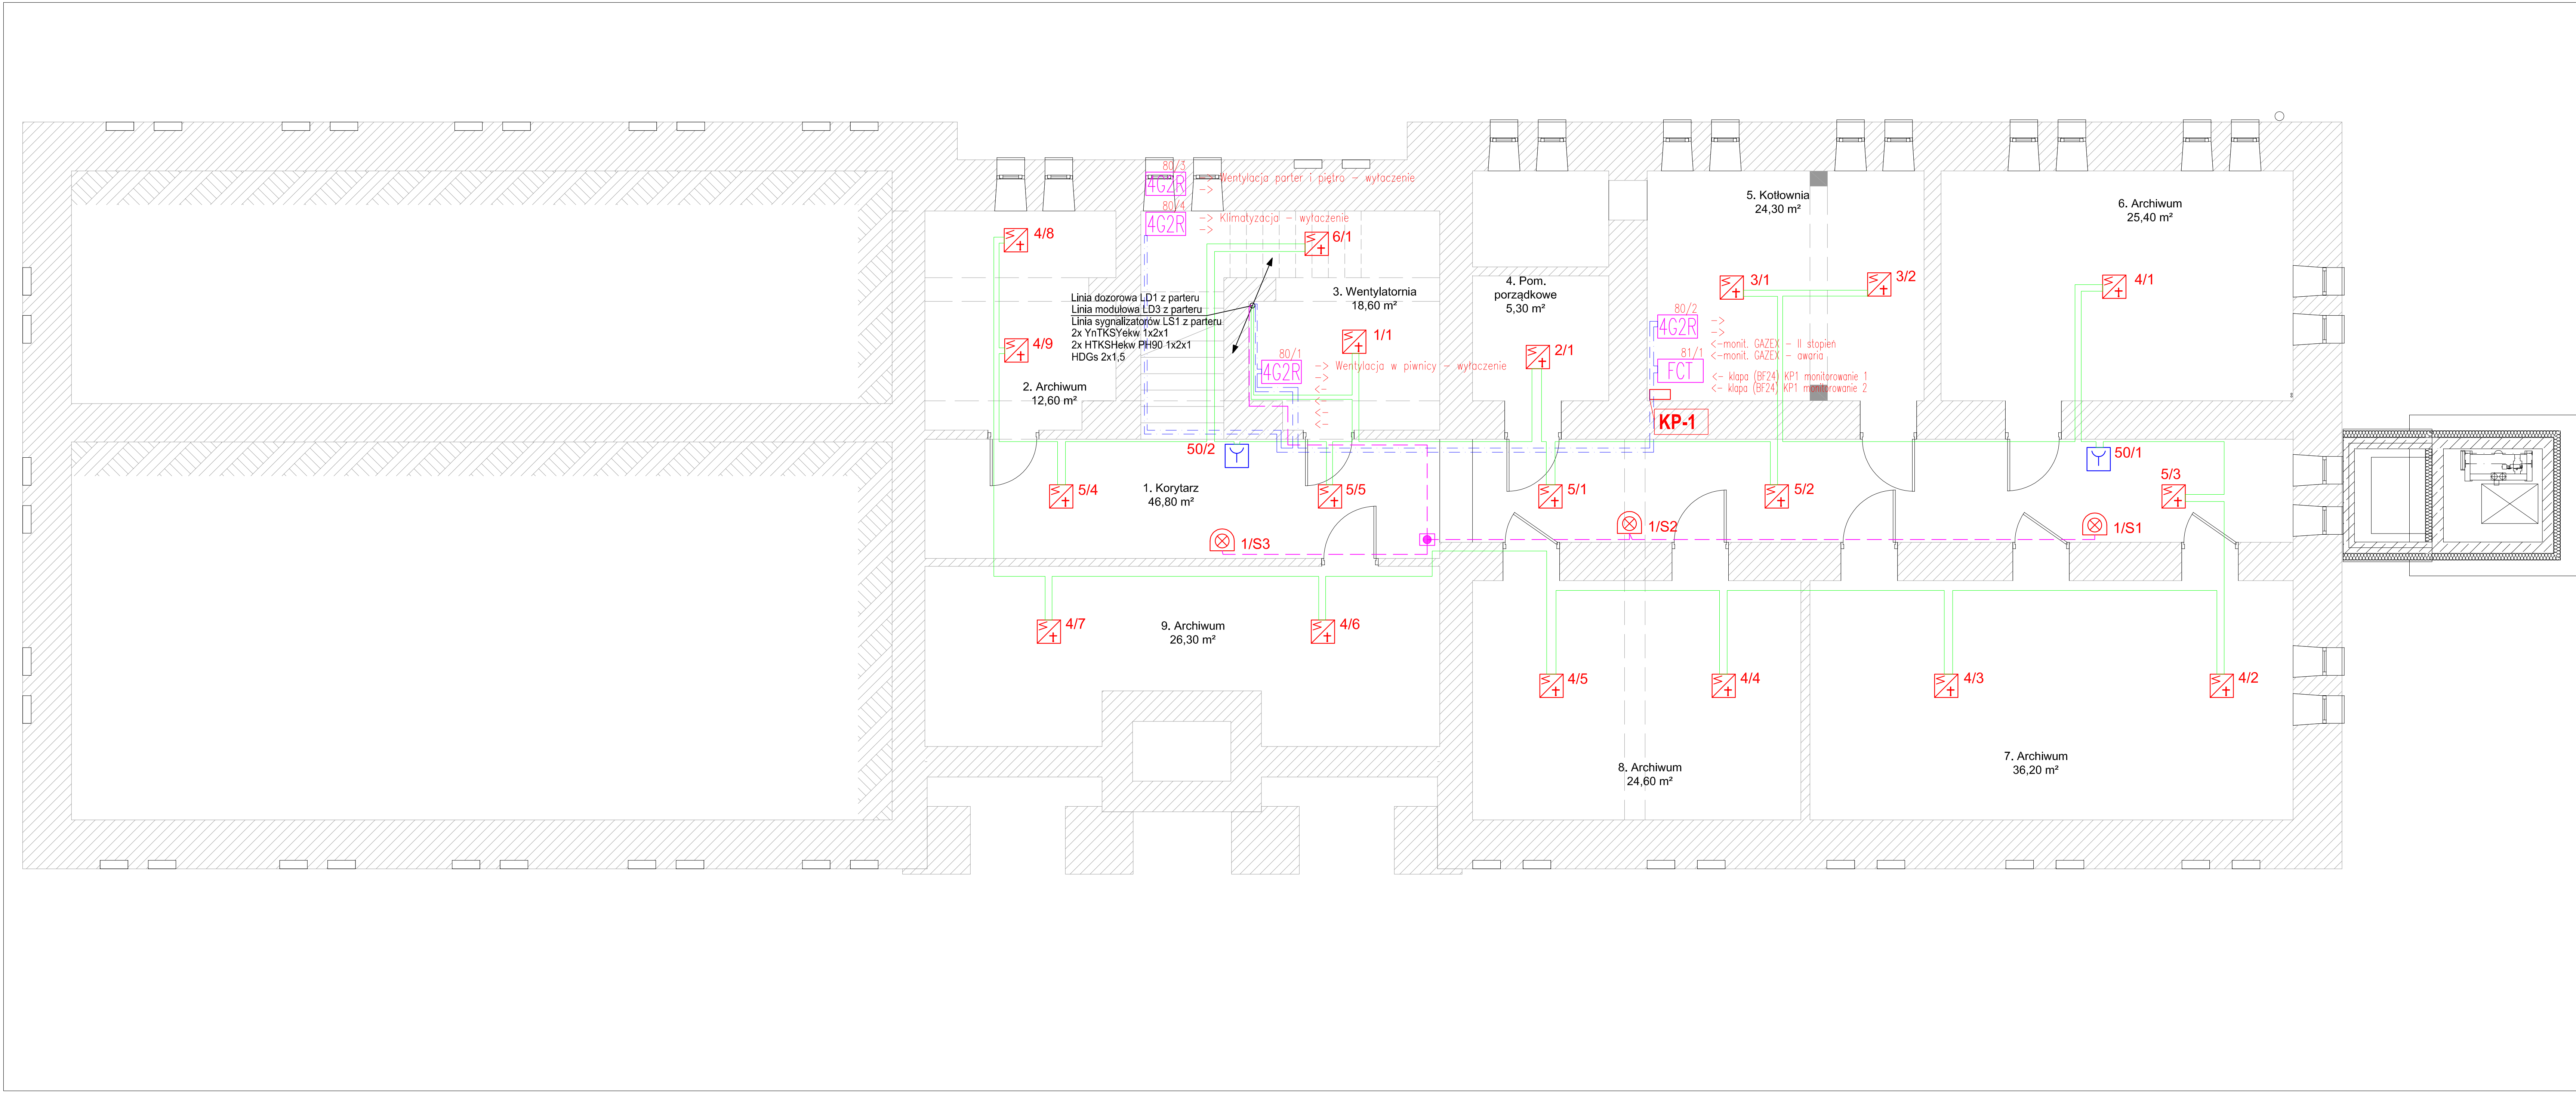 80/3
4G2R
-> Wentylacja parter i piętro - wyłaczenie
->
80/4
4G2R
-> Klimatyzacja - wyłaczenie
->
4/8
6/1
5. Kotłownia
24,30 m²
6. Archiwum
25,40 m²
Linia dozorowa LD1 z parteru
Linia modułowa LD3 z parteru
Linia sygnalizatorów LS1 z parteru
2x YnTKSYekw 1x2x1
2x HTKSHekw PH90 1x2x1
HDGs 2x1,5
3. Wentylatornia
18,60 m²
4. Pom.
porządkowe
5,30 m²
3/1
3/2
4/1
4/9
1/1
2/1
80/2
4G2R
->
->
<-monit. GAZEX - II stopień
<-monit. GAZEX - awaria
80/1
4G2R
-> Wentylacja w piwnicy - wyłaczenie
->
<-
<-
<-
<-
81/1
FCT
<- klapa (BF24) KP1 monitorowanie 1
<- klapa (BF24) KP1 monitorowanie 2
KP-1
2. Archiwum
12,60 m²
50/2
50/1
5/4
1. Korytarz
46,80 m²
5/5
5/1
5/2
5/3
1/S3
1/S2
1/S1
4/7
9. Archiwum
26,30 m²
4/6
4/5
4/4
4/3
4/2
8. Archiwum
24,60 m²
7. Archiwum
36,20 m²